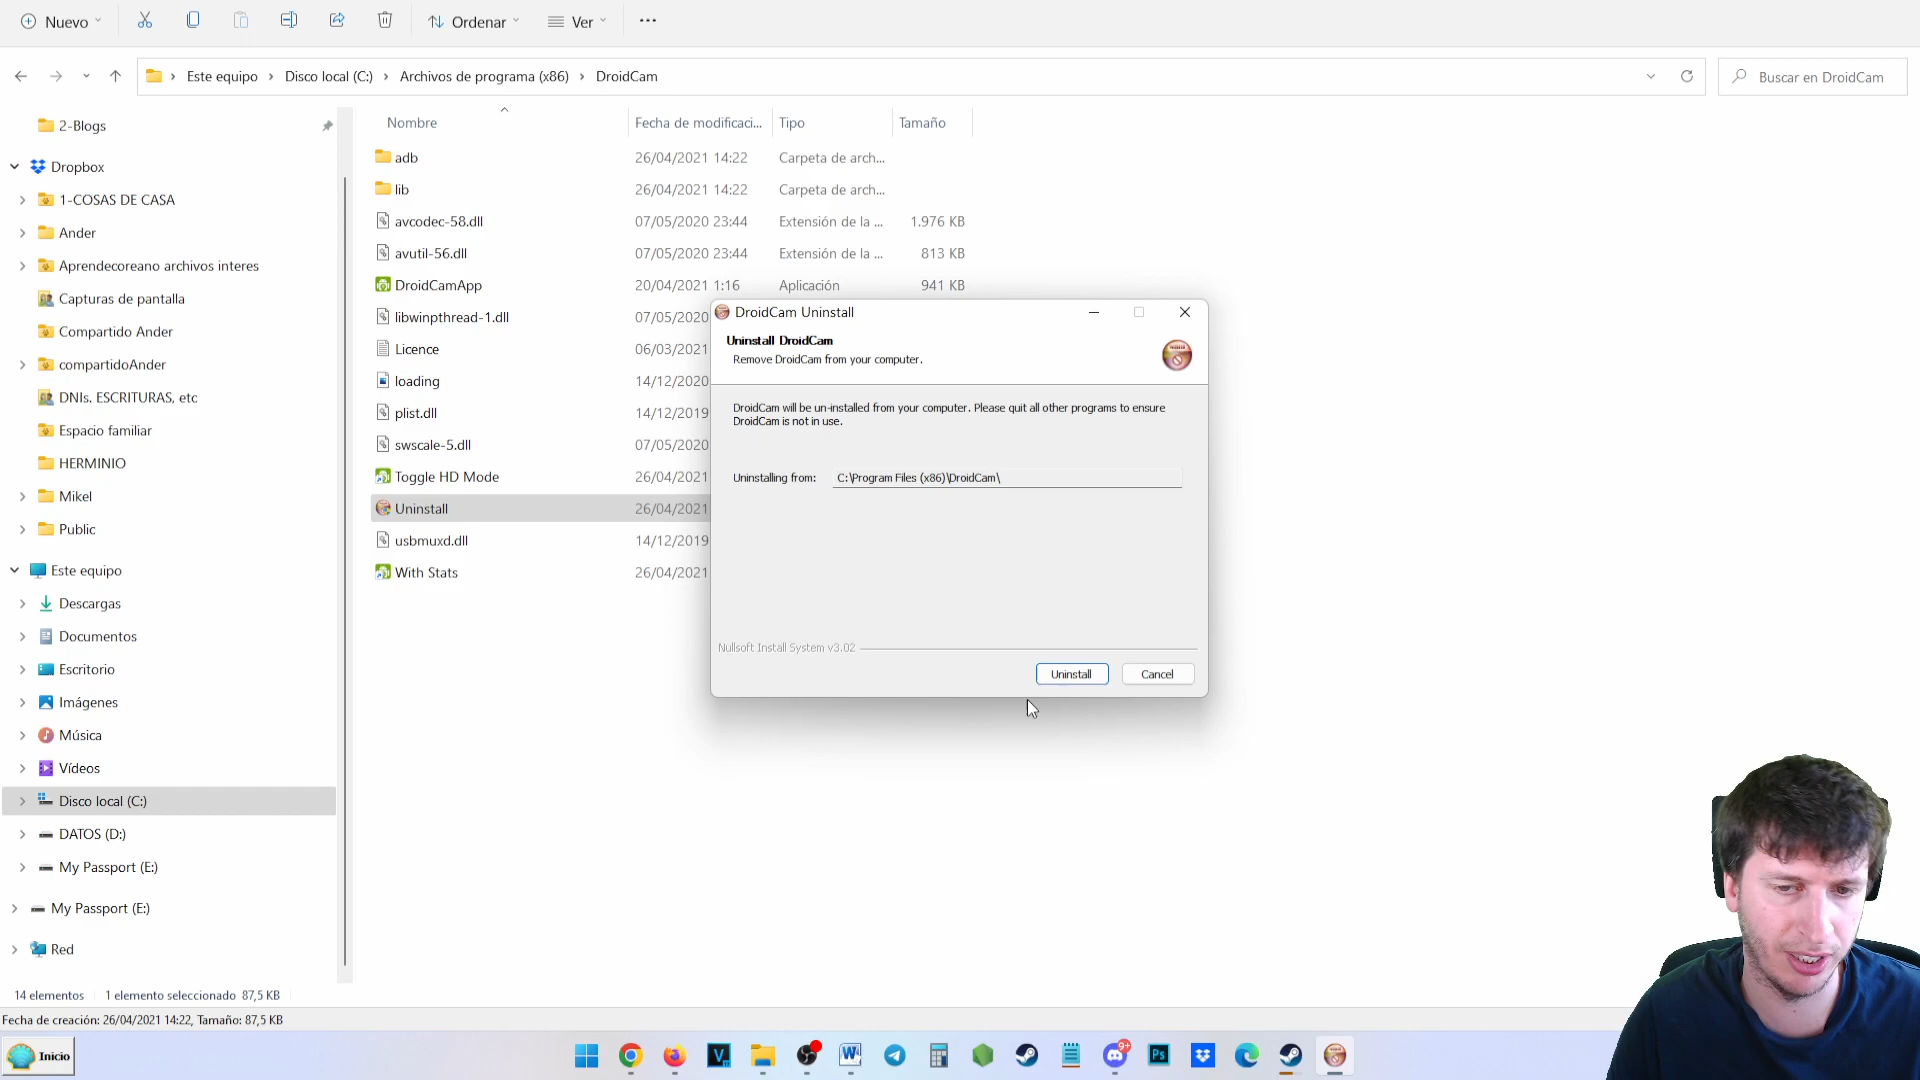 Nuevo
Ordenar
Ver
Este equipo
Disco local (C:)
Archivos de programa (x86)
DroidCam
Buscar en DroidCam
2-Blogs
Dropbox
1-COSAS DE CASA
Ander
Aprendecoreano archivos interes
Capturas de pantalla
Compartido Ander
compartidoAnder
DNIs. ESCRITURAS, etc
Espacio familiar
HERMINIO
Mikel
Public
Este equipo
Descargas
Documentos
Escritorio
Imágenes
Música
Vídeos
Disco local (C:)
DATOS (D:)
My Passport (E:)
My Passport (E:)
Red
Nombre Fecha de modificaci... Tipo Tamaño
adb 26/04/2021 14:22 Carpeta de arch...
lib 26/04/2021 14:22 Carpeta de arch...
avcodec-58.dll 07/05/2020 23:44 Extensión de la ... 1.976 KB
avutil-56.dll 07/05/2020 23:44 Extensión de la ... 813 KB
DroidCamApp 20/04/2021 1:16 Aplicación 941 KB
libwinpthread-1.dll 07/05/2020
Licence 06/03/2021
loading 14/12/2020
plist.dll 14/12/2019
swscale-5.dll 07/05/2020
Toggle HD Mode 26/04/2021
Uninstall 26/04/2021
usbmuxd.dll 14/12/2019
With Stats 26/04/2021
DroidCam Uninstall
Uninstall DroidCam
Remove DroidCam from your computer.
DroidCam will be un-installed from your computer. Please quit all other programs to ensure
DroidCam is not in use.
Uninstalling from: C:\Program Files (x86)\DroidCam\
Nullsoft Install System v3.02
Uninstall Cancel
14 elementos 1 elemento seleccionado 87,5 KB
Fecha de creación: 26/04/2021 14:22, Tamaño: 87,5 KB
Inicio
9+
Ps